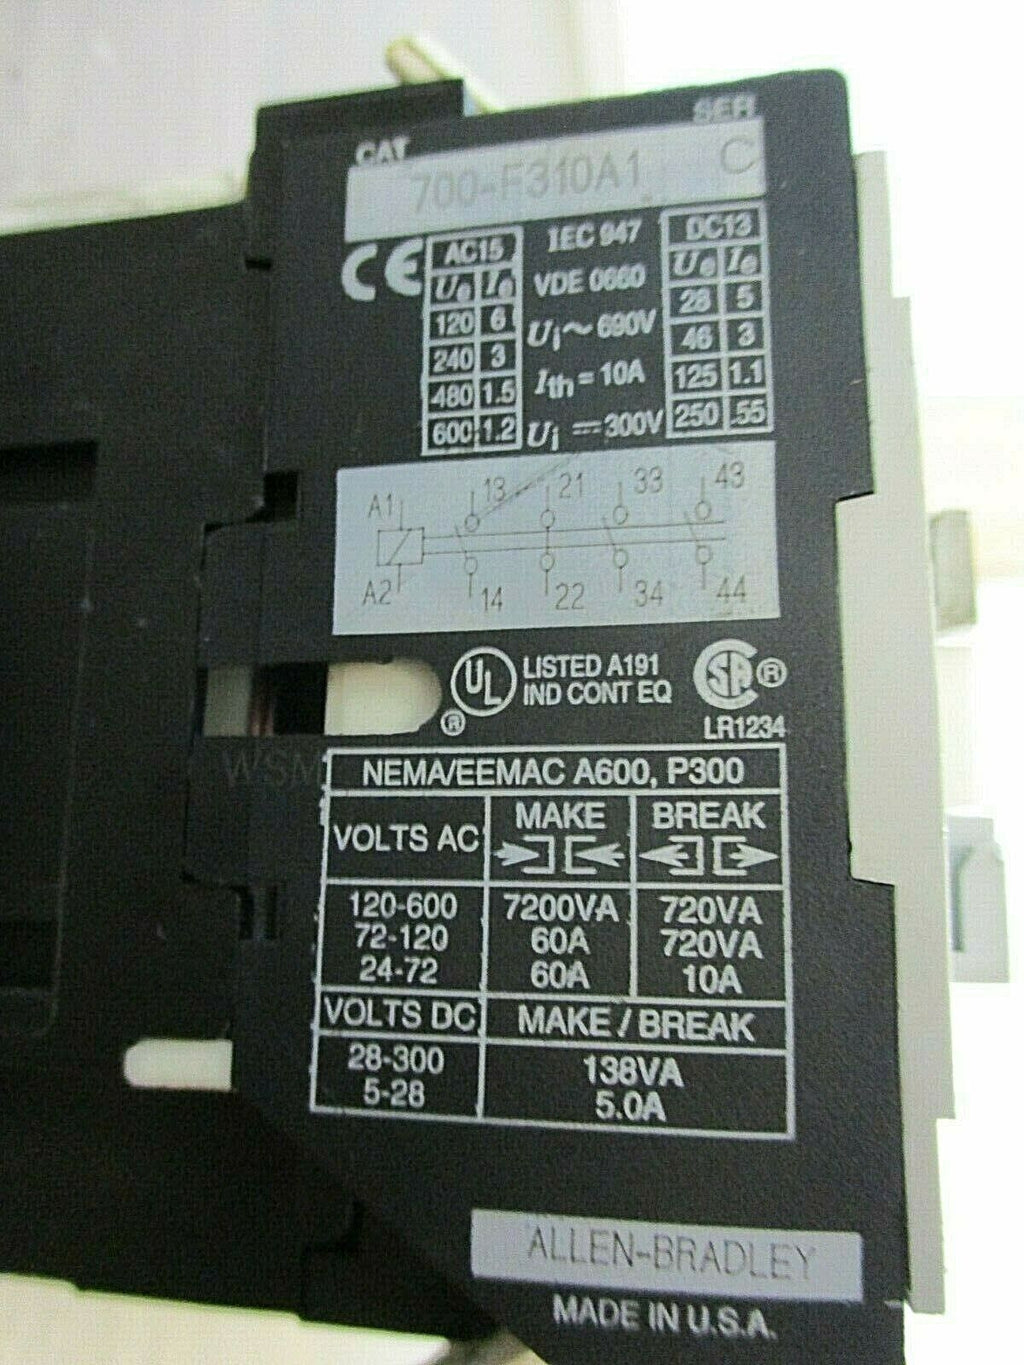 CAT SER
700-F310A1 C
CE
AC15
Ue Ie
120 6
240 3
480 1.5
600 1.2
IEC 947
VDE 0660
Ui ~ 690V
Ith = 10A
Ui ⎓ 300V
DC13
Ue Ie
28 5
46 3
125 1.1
250 .55
13 21 33 43
A1
A2
14 22 34 44
UL ®
LISTED A191
IND CONT EQ
SA ®
LR1234
WSM
NEMA/EEMAC A600, P300
VOLTS AC MAKE BREAK
120-600 7200VA 720VA
72-120 60A 720VA
24-72 60A 10A
VOLTS DC MAKE / BREAK
28-300 138VA
5-28 5.0A
ALLEN-BRADLEY
MADE IN U.S.A.